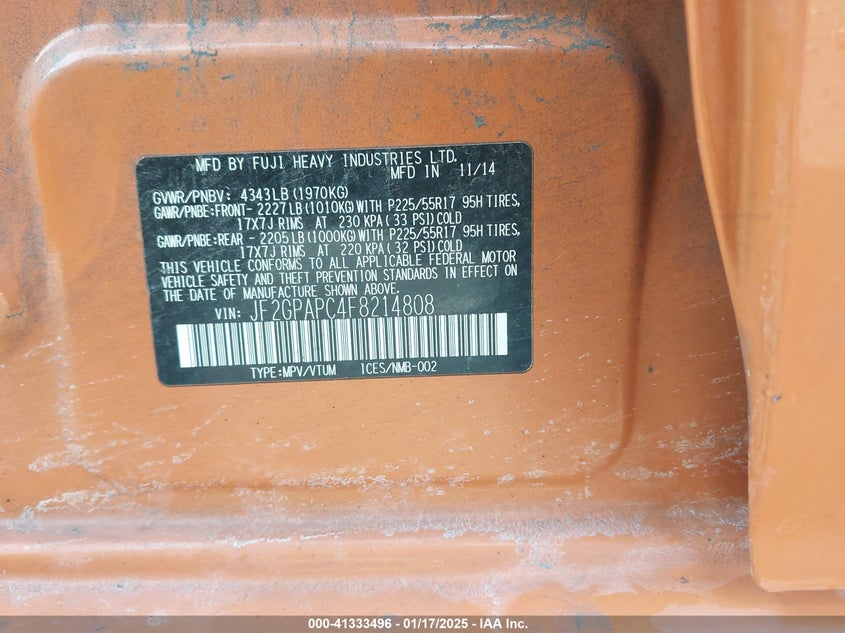 MFD BY FUJI HEAVY INDUSTRIES LTD.
MFD IN 11/14
GVWR/PNBV: 4343LB(1970KG)
GAWR/PNBE:FRONT- 2227LB(1010KG)WITH P225/55R17 95H TIRES,
17X7J RIMS AT 230 KPA(33 PSI)COLD
GAWR/PNBE:REAR - 2205LB(1000KG)WITH P225/55R17 95H TIRES,
17X7J RIMS AT 220 KPA(32 PSI)COLD
THIS VEHICLE CONFORMS TO ALL APPLICABLE FEDERAL MOTOR
VEHICLE SAFETY AND THEFT PREVENTION STANDARDS IN EFFECT ON
THE DATE OF MANUFACTURE SHOWN ABOVE.
VIN: JF2GPAPC4F8214808
TYPE:MPV/VTUM ICES/NMB-002
000-41333496 - 01/17/2025 - IAA Inc.